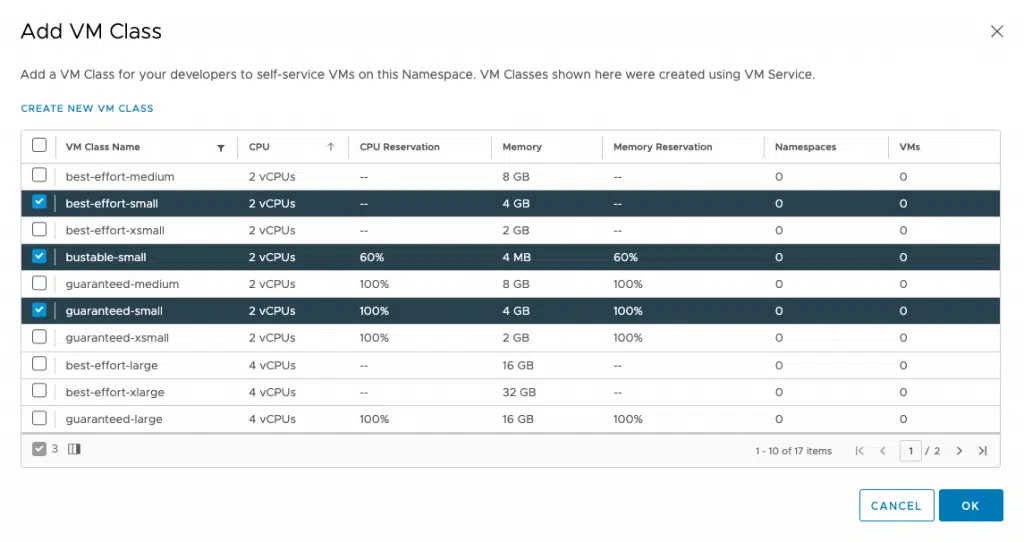 Add VM Class
Add a VM Class for your developers to self-service VMs on this Namespace. VM Classes shown here were created using VM Service.
CREATE NEW VM CLASS
VM Class Name CPU CPU Reservation Memory Memory Reservation Namespaces VMs
best-effort-medium 2 vCPUs -- 8 GB -- 0 0
best-effort-small 2 vCPUs -- 4 GB -- 0 0
best-effort-xsmall 2 vCPUs -- 2 GB -- 0 0
bustable-small 2 vCPUs 60% 4 MB 60% 0 0
guaranteed-medium 2 vCPUs 100% 8 GB 100% 0 0
guaranteed-small 2 vCPUs 100% 4 GB 100% 0 0
guaranteed-xsmall 2 vCPUs 100% 2 GB 100% 0 0
best-effort-large 4 vCPUs -- 16 GB -- 0 0
best-effort-xlarge 4 vCPUs -- 32 GB -- 0 0
guaranteed-large 4 vCPUs 100% 16 GB 100% 0 0
3 1 - 10 of 17 items 1 / 2
CANCEL OK